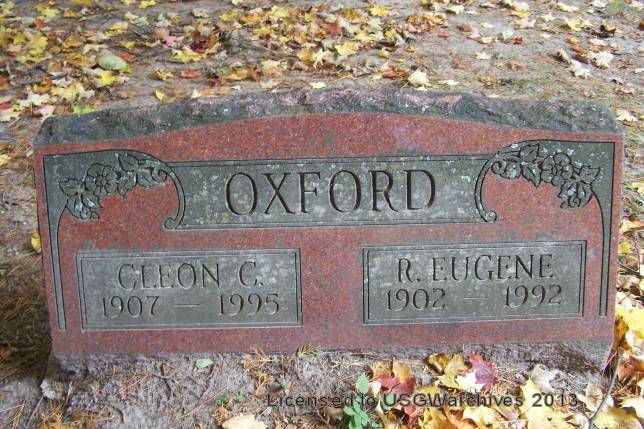 OXFORD
CLEON C.
1907 — 1995
R. EUGENE
1902 — 1992
Licensed to USGWarchives 2013